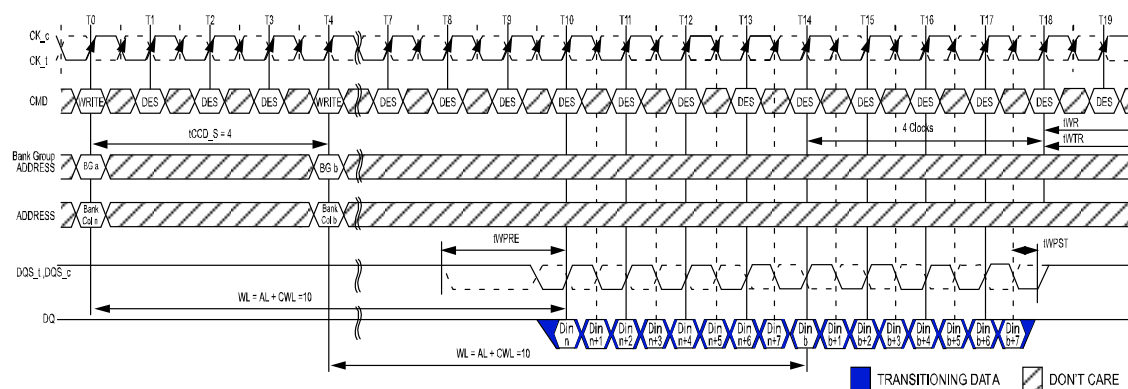 T0 T1 T2 T3 T4 T7 T8 T9 T10 T11 T12 T13 T14 T15 T16 T17 T18 T19
CK_c
CK_t
CMD WRITE DES DES DES WRITE DES DES DES DES DES DES DES DES DES DES DES DES DES
tCCD_S = 4
4 Clocks
tWR
tWTR
Bank Group
ADDRESS
BG a
BG b
ADDRESS
Bank
Col n
Bank
Col b
tWPRE
tWPST
DQS_t ,DQS_c
WL = AL + CWL =10
DQ
Din n
Din n+1
Din n+2
Din n+3
Din n+4
Din n+5
Din n+6
Din n+7
Din b
Din b+1
Din b+2
Din b+3
Din b+4
Din b+5
Din b+6
Din b+7
WL = AL + CWL =10
TRANSITIONING DATA
DON'T CARE